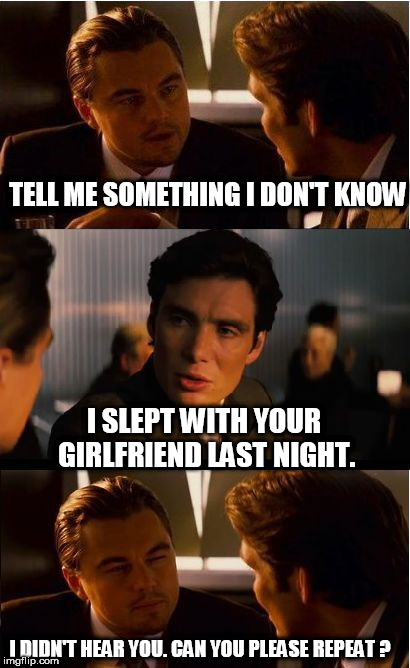 TELL ME SOMETHING I DON'T KNOW
I SLEPT WITH YOUR
GIRLFRIEND LAST NIGHT.
I DIDN'T HEAR YOU. CAN YOU PLEASE REPEAT ?
imgflip.com